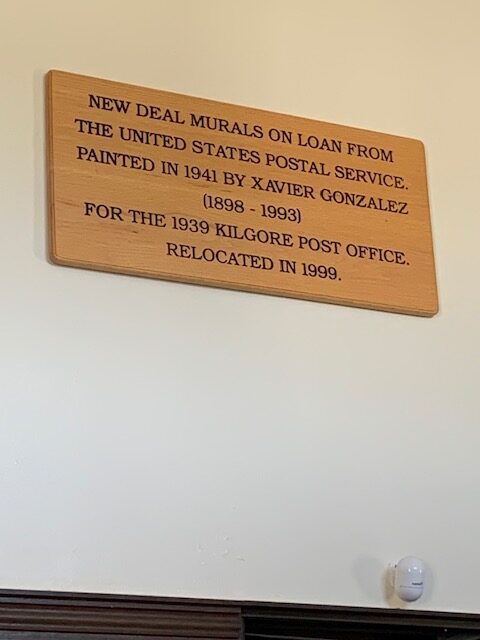 NEW DEAL MURALS ON LOAN FROM
THE UNITED STATES POSTAL SERVICE.
PAINTED IN 1941 BY XAVIER GONZALEZ
(1898 - 1993)
FOR THE 1939 KILGORE POST OFFICE.
RELOCATED IN 1999.